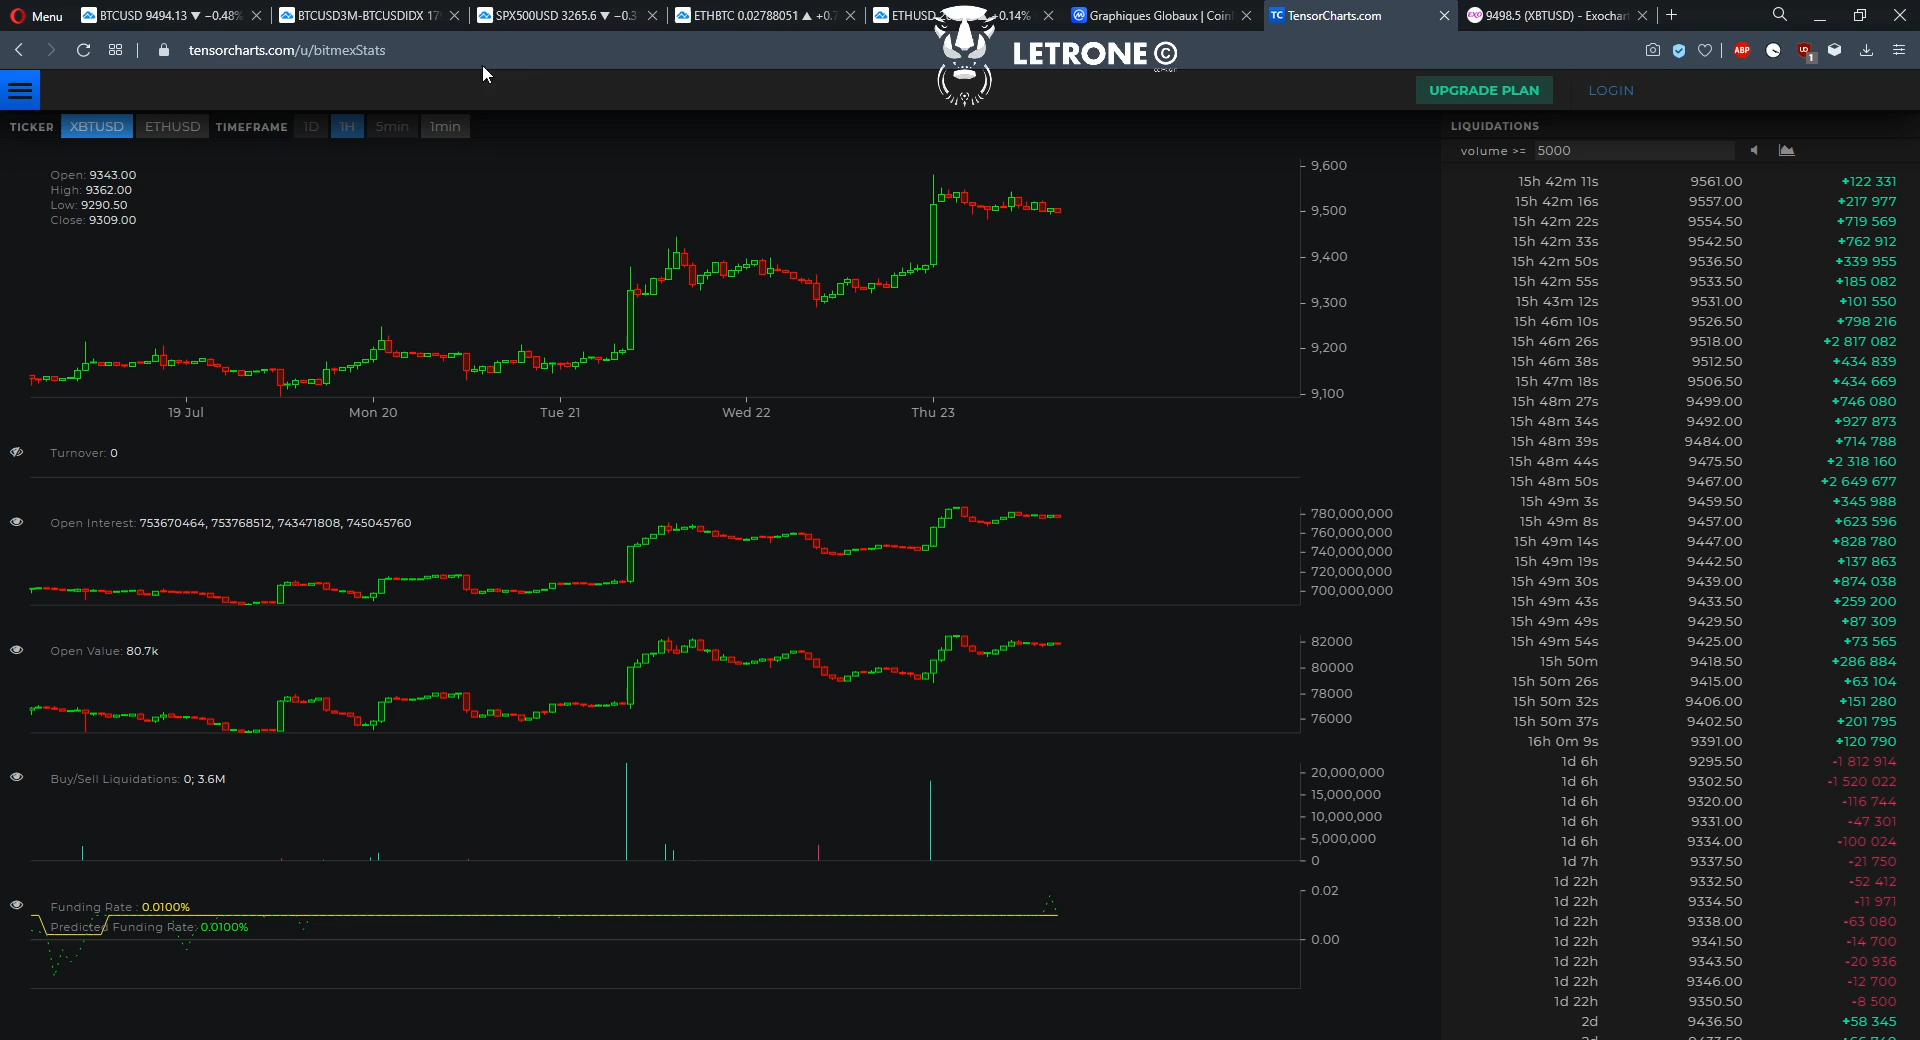 Menu BTCUSD 9494.13 ▼ −0.48% BTCUSD3M-BTCUSDIDX 17 SPX500USD 3265.6 ▼ −0.3 ETHBTC 0.02788051 ▲ +0. ETHUSD ▲ +0.14% Graphiques Globaux | Coin TC TensorCharts.com EXO 9498.5 (XBTUSD) - Exochar
tensorcharts.com/u/bitmexStats
LETRONE ©
UPGRADE PLAN LOGIN
TICKER XBTUSD ETHUSD TIMEFRAME 1D 1H 5min 1min
LIQUIDATIONS
volume >= 5000
Open: 9343.00
High: 9362.00
Low: 9290.50
Close: 9309.00
9,600
9,500
9,400
9,300
9,200
9,100
19 Jul Mon 20 Tue 21 Wed 22 Thu 23
Turnover: 0
Open Interest: 753670464, 753768512, 743471808, 745045760
780,000,000
760,000,000
740,000,000
720,000,000
700,000,000
Open Value: 80.7k
82000
80000
78000
76000
Buy/Sell Liquidations: 0; 3.6M
20,000,000
15,000,000
10,000,000
5,000,000
0
Funding Rate : 0.0100%
Predicted Funding Rate: 0.0100%
0.02
0.00
15h 42m 11s 9561.00 +122 331
15h 42m 16s 9557.00 +217 977
15h 42m 22s 9554.50 +719 569
15h 42m 33s 9542.50 +762 912
15h 42m 50s 9536.50 +339 955
15h 42m 55s 9533.50 +185 082
15h 43m 12s 9531.00 +101 550
15h 46m 10s 9526.50 +798 216
15h 46m 26s 9518.00 +2 817 082
15h 46m 38s 9512.50 +434 839
15h 47m 18s 9506.50 +434 669
15h 48m 27s 9499.00 +746 080
15h 48m 34s 9492.00 +927 873
15h 48m 39s 9484.00 +714 788
15h 48m 44s 9475.50 +2 318 160
15h 48m 50s 9467.00 +2 649 677
15h 49m 3s 9459.50 +345 988
15h 49m 8s 9457.00 +623 596
15h 49m 14s 9447.00 +828 780
15h 49m 19s 9442.50 +137 863
15h 49m 30s 9439.00 +874 038
15h 49m 43s 9433.50 +259 200
15h 49m 49s 9429.50 +87 309
15h 49m 54s 9425.00 +73 565
15h 50m 9418.50 +286 884
15h 50m 26s 9415.00 +63 104
15h 50m 32s 9406.00 +151 280
15h 50m 37s 9402.50 +201 795
16h 0m 9s 9391.00 +120 790
1d 6h 9295.50 -1 812 914
1d 6h 9302.50 -1 520 022
1d 6h 9320.00 -116 744
1d 6h 9331.00 -47 301
1d 6h 9334.00 -100 024
1d 7h 9337.50 -21 750
1d 22h 9332.50 -52 412
1d 22h 9334.50 -11 971
1d 22h 9338.00 -63 080
1d 22h 9341.50 -14 700
1d 22h 9343.50 -20 936
1d 22h 9346.00 -12 700
1d 22h 9350.50 -8 500
2d 9436.50 +58 345